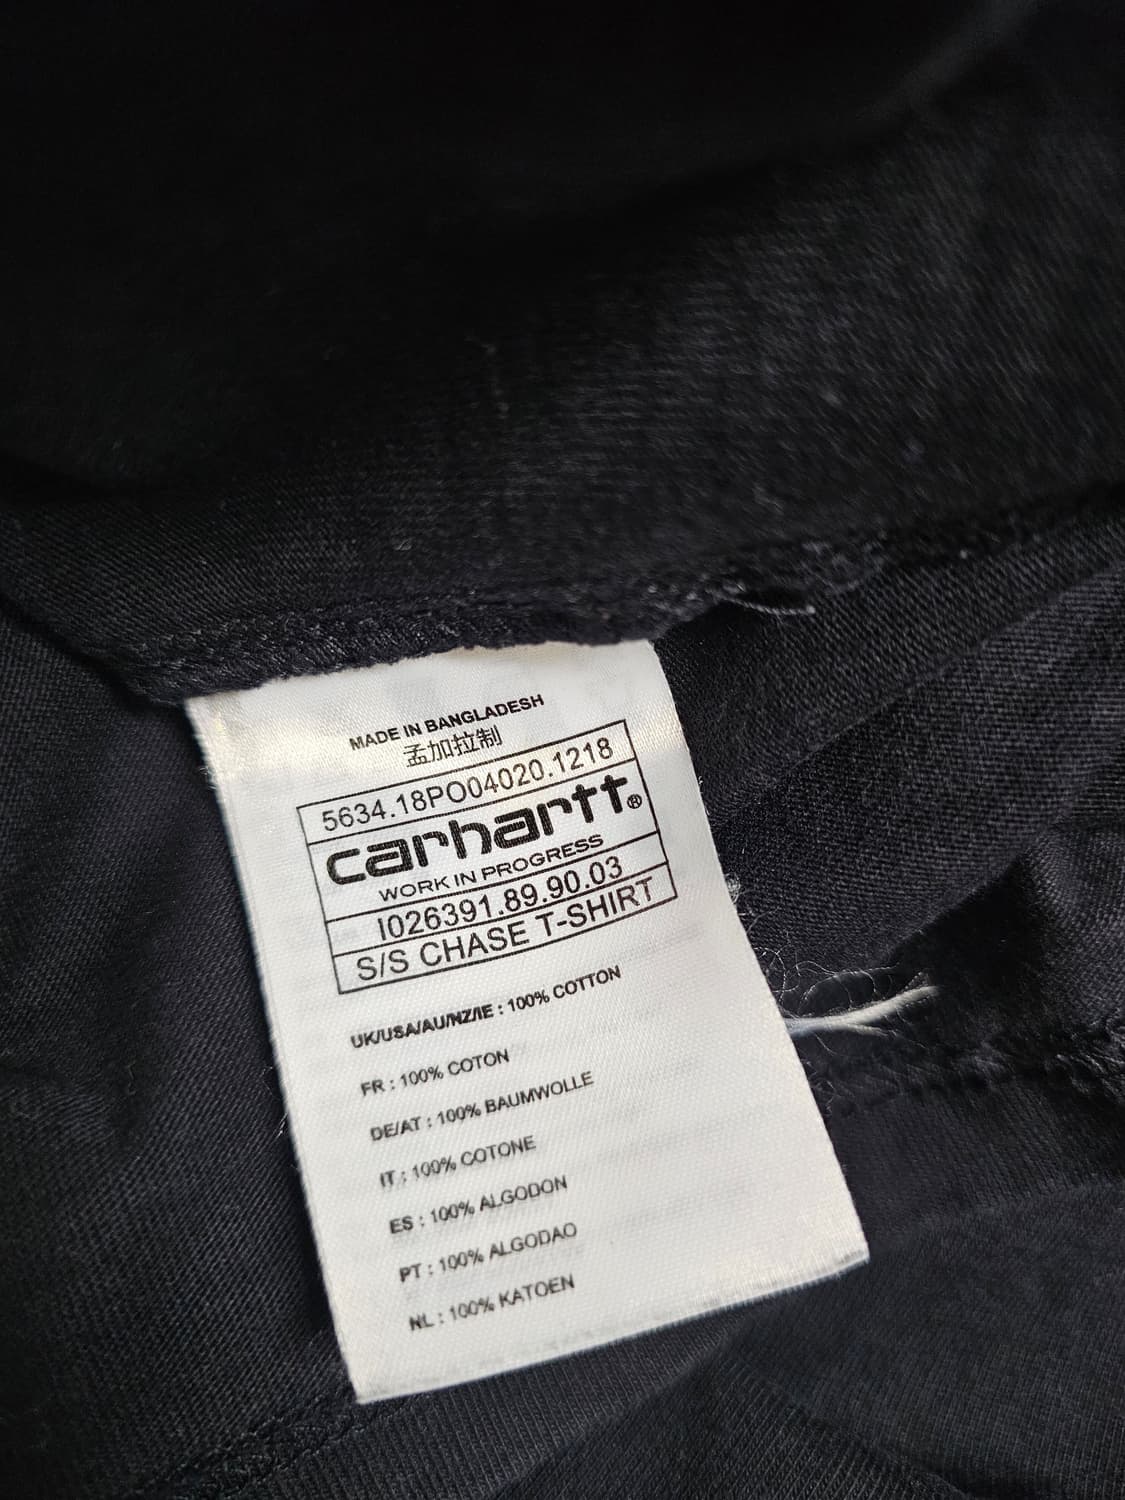 MADE IN BANGLADESH
孟加拉制
5634.18PO04020.1218
carhartt®
WORK IN PROGRESS
I026391.89.90.03
S/S CHASE T-SHIRT
UK/USA/AU/NZ/IE : 100% COTTON
FR : 100% COTON
DE/AT : 100% BAUMWOLLE
IT : 100% COTONE
ES : 100% ALGODON
PT : 100% ALGODAO
NL : 100% KATOEN